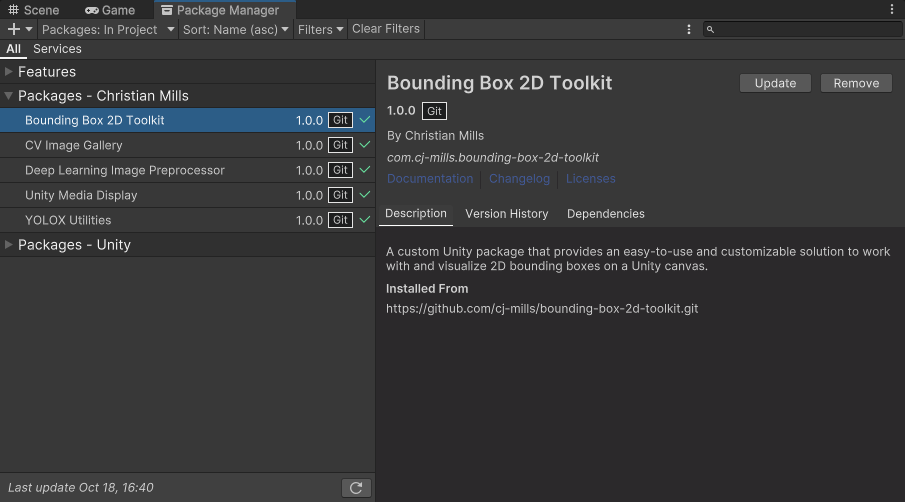 Scene Game Package Manager
Packages: In Project Sort: Name (asc) Filters Clear Filters
All Services
Features
Packages - Christian Mills
Bounding Box 2D Toolkit 1.0.0 Git
CV Image Gallery 1.0.0 Git
Deep Learning Image Preprocessor 1.0.0 Git
Unity Media Display 1.0.0 Git
YOLOX Utilities 1.0.0 Git
Packages - Unity
Last update Oct 18, 16:40
Bounding Box 2D Toolkit Update Remove
1.0.0 Git
By Christian Mills
com.cj-mills.bounding-box-2d-toolkit
Documentation Changelog Licenses
Description Version History Dependencies
A custom Unity package that provides an easy-to-use and customizable solution to work
with and visualize 2D bounding boxes on a Unity canvas.
Installed From
https://github.com/cj-mills/bounding-box-2d-toolkit.git